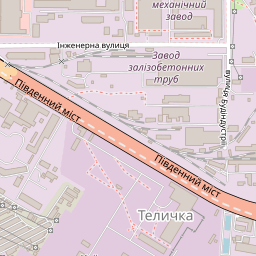 механічний
завод
Інженерна вулиця
Завод
залізобетонних
труб
Південний міст
Південний міст
Теличка